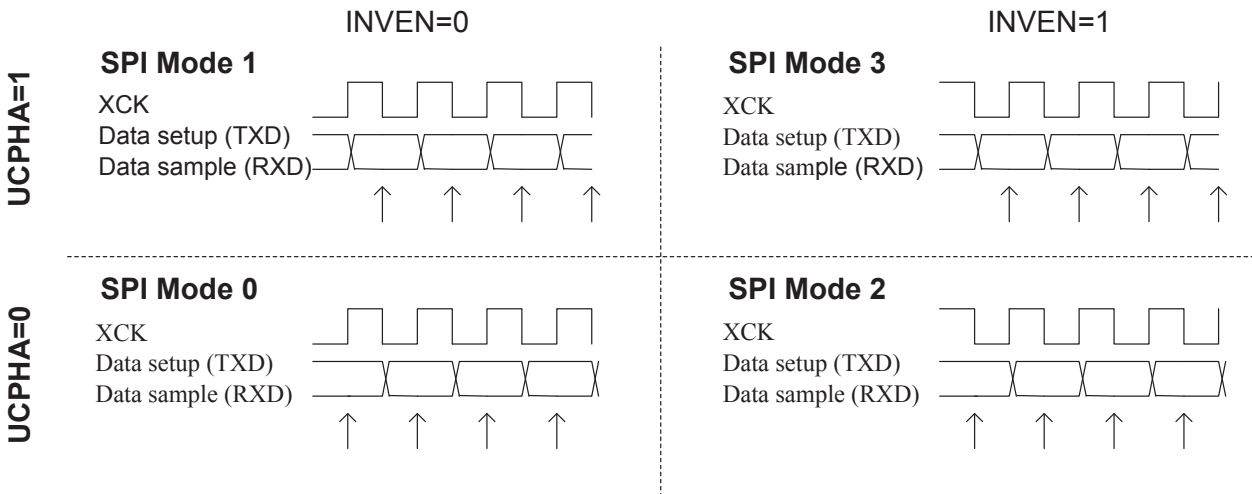 INVEN=0
INVEN=1
UCPHA=1
SPI Mode 1
XCK
Data setup (TXD)
Data sample (RXD)
SPI Mode 3
XCK
Data setup (TXD)
Data sample (RXD)
UCPHA=0
SPI Mode 0
XCK
Data setup (TXD)
Data sample (RXD)
SPI Mode 2
XCK
Data setup (TXD)
Data sample (RXD)